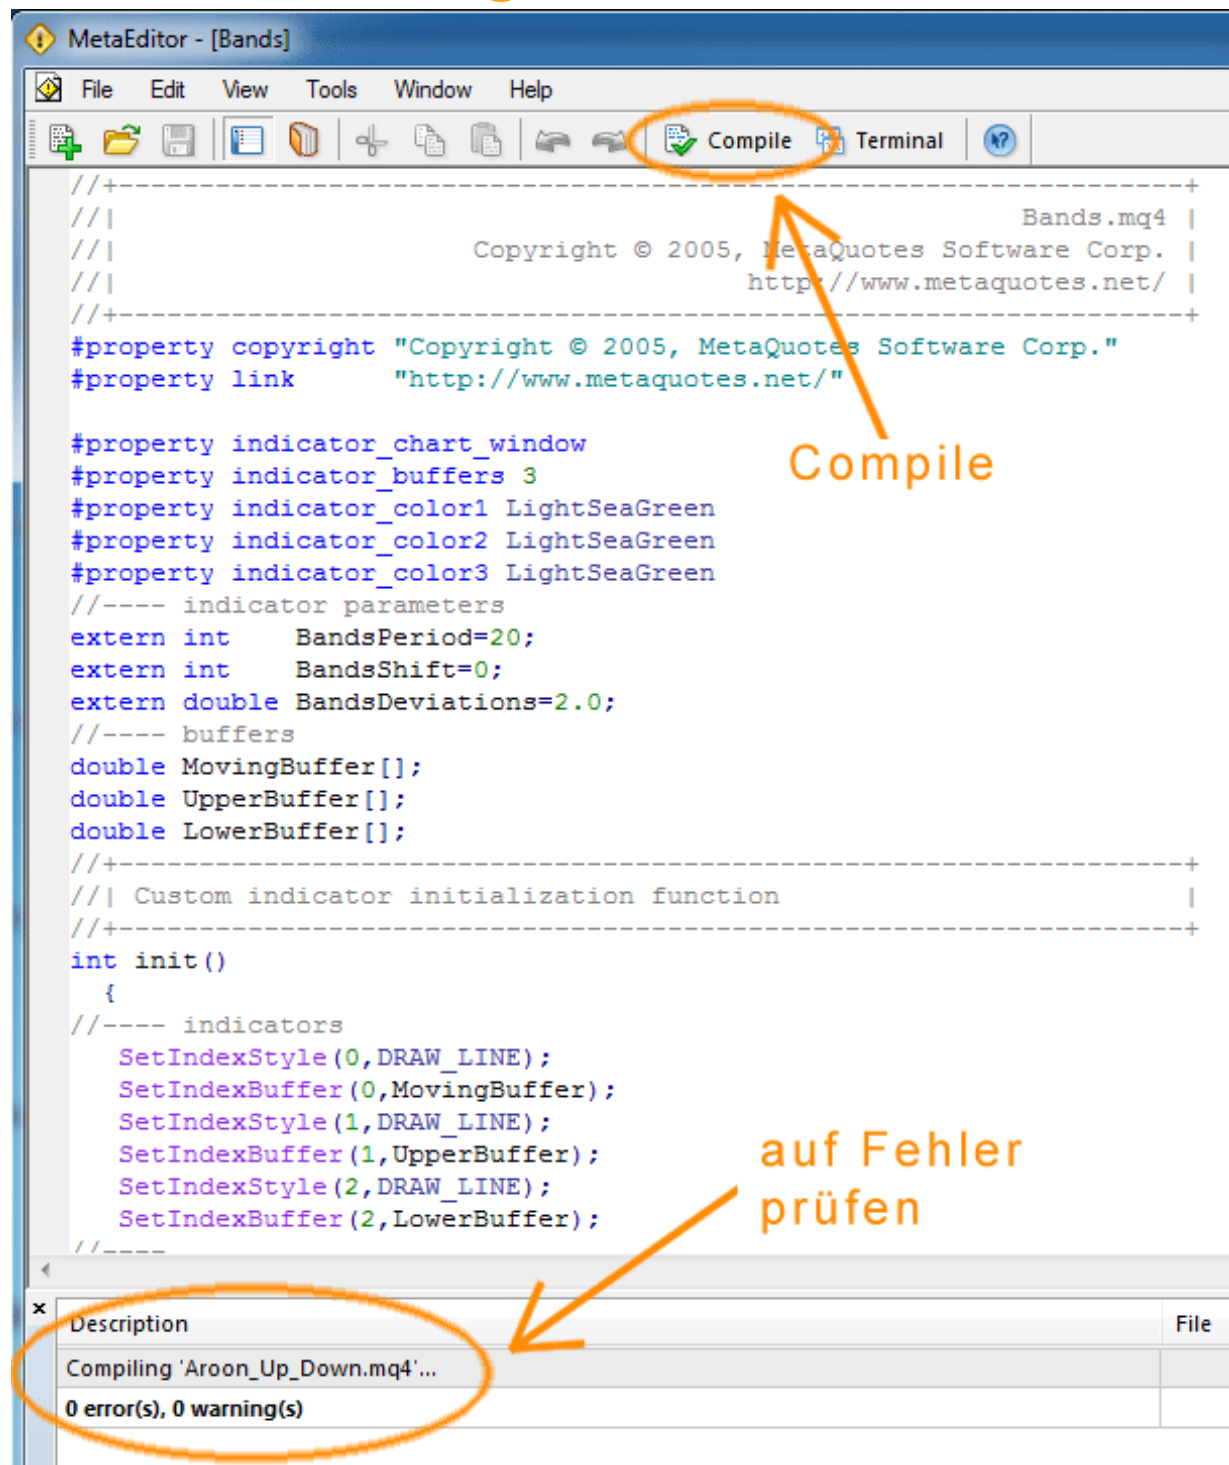 MetaEditor - [Bands]
File Edit View Tools Window Help
Compile Terminal
//+------------------------------------------------------------------+
//|                                                        Bands.mq4 |
//|                      Copyright © 2005, MetaQuotes Software Corp. |
//|                                       http://www.metaquotes.net/ |
//+------------------------------------------------------------------+
#property copyright "Copyright © 2005, MetaQuotes Software Corp."
#property link      "http://www.metaquotes.net/"
#property indicator_chart_window
Compile
#property indicator_buffers 3
#property indicator_color1 LightSeaGreen
#property indicator_color2 LightSeaGreen
#property indicator_color3 LightSeaGreen
//---- indicator parameters
extern int    BandsPeriod=20;
extern int    BandsShift=0;
extern double BandsDeviations=2.0;
//---- buffers
double MovingBuffer[];
double UpperBuffer[];
double LowerBuffer[];
//+------------------------------------------------------------------+
//| Custom indicator initialization function                         |
//+------------------------------------------------------------------+
int init()
  {
//---- indicators
   SetIndexStyle(0,DRAW_LINE);
   SetIndexBuffer(0,MovingBuffer);
   SetIndexStyle(1,DRAW_LINE);
   SetIndexBuffer(1,UpperBuffer);
   SetIndexStyle(2,DRAW_LINE);
   SetIndexBuffer(2,LowerBuffer);
//----
auf Fehler
prüfen
Description File
Compiling 'Aroon_Up_Down.mq4'...
0 error(s), 0 warning(s)